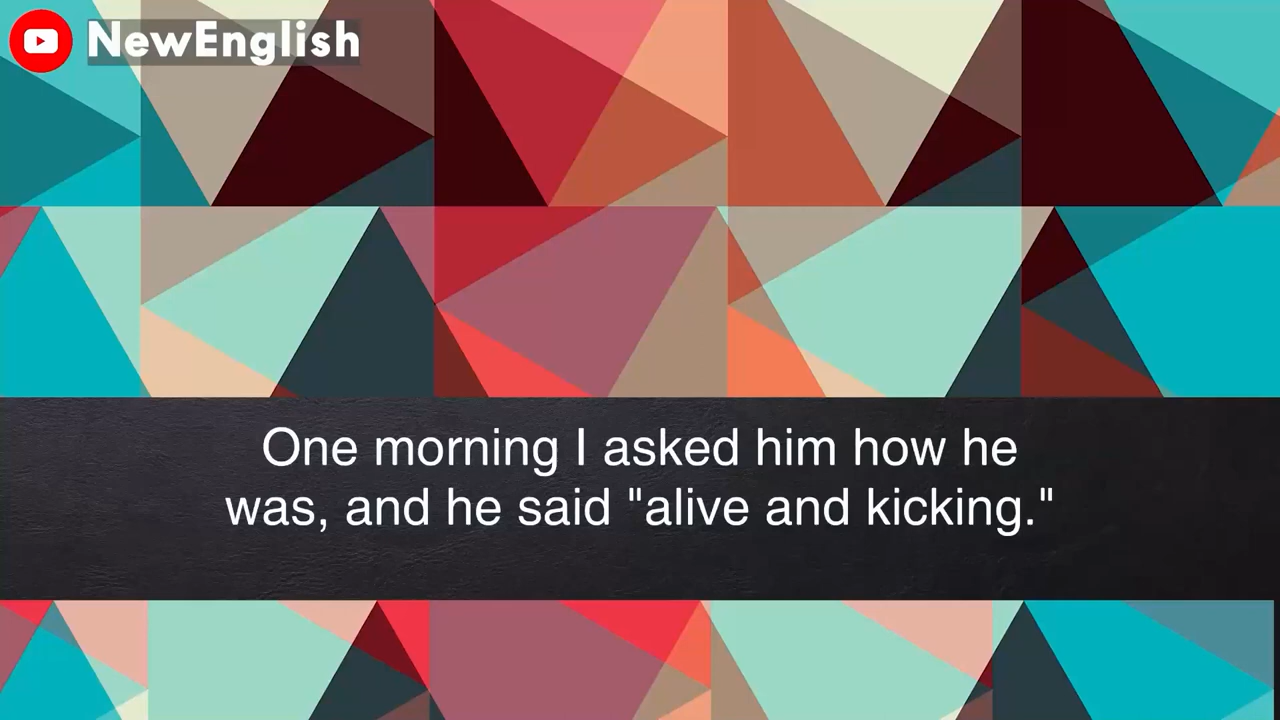 NewEnglish
One morning I asked him how he
was, and he said "alive and kicking."